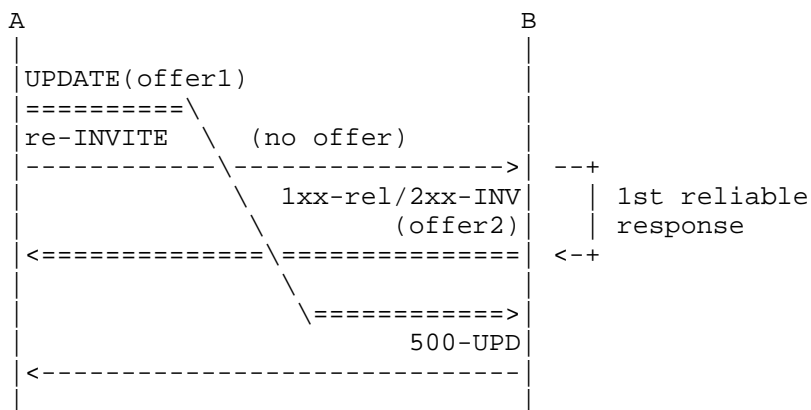 A                               B
|                               |
|UPDATE(offer1)                 |
|==========\                    |
|re-INVITE  \  (no offer)       |
|------------\----------------->| --+
|             \  1xx-rel/2xx-INV|   | 1st reliable
|              \        (offer2)|   | response
|<==============\===============| <-+
|                \              |
|                 \============>|
|                        500-UPD|
|<------------------------------|
|                               |